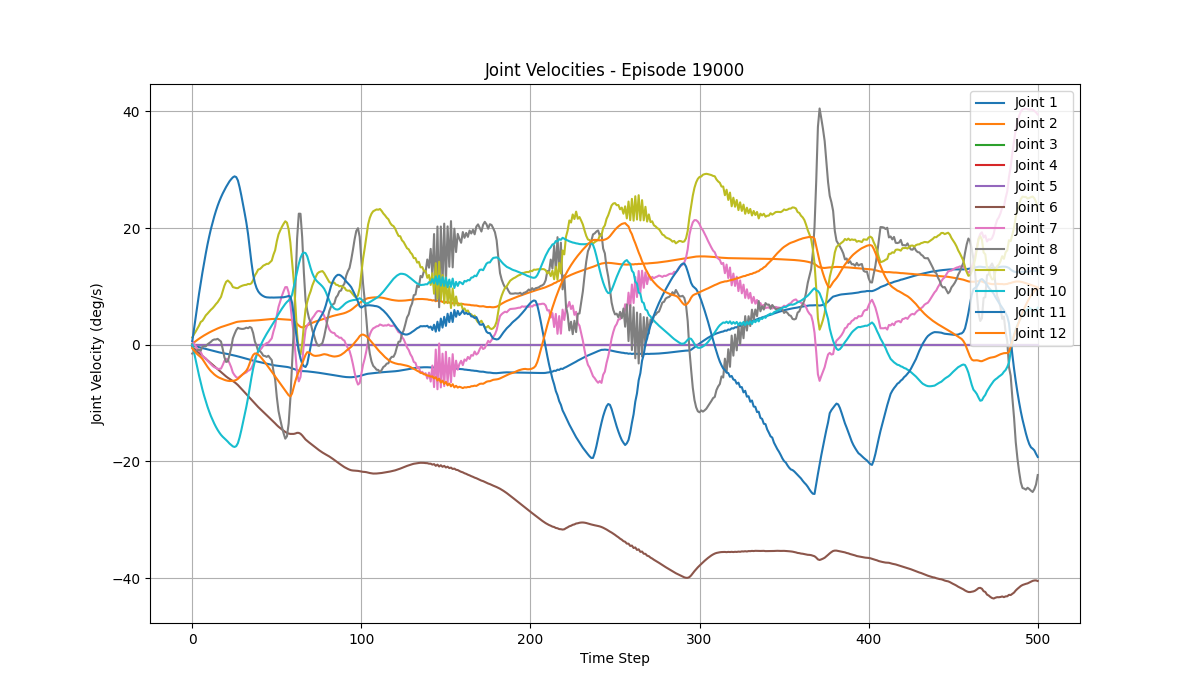 Joint Velocities - Episode 19000
Joint Velocity (deg/s)
40
20
0
−20
−40
0
100
200
300
400
500
Time Step
Joint 1
Joint 2
Joint 3
Joint 4
Joint 5
Joint 6
Joint 7
Joint 8
Joint 9
Joint 10
Joint 11
Joint 12